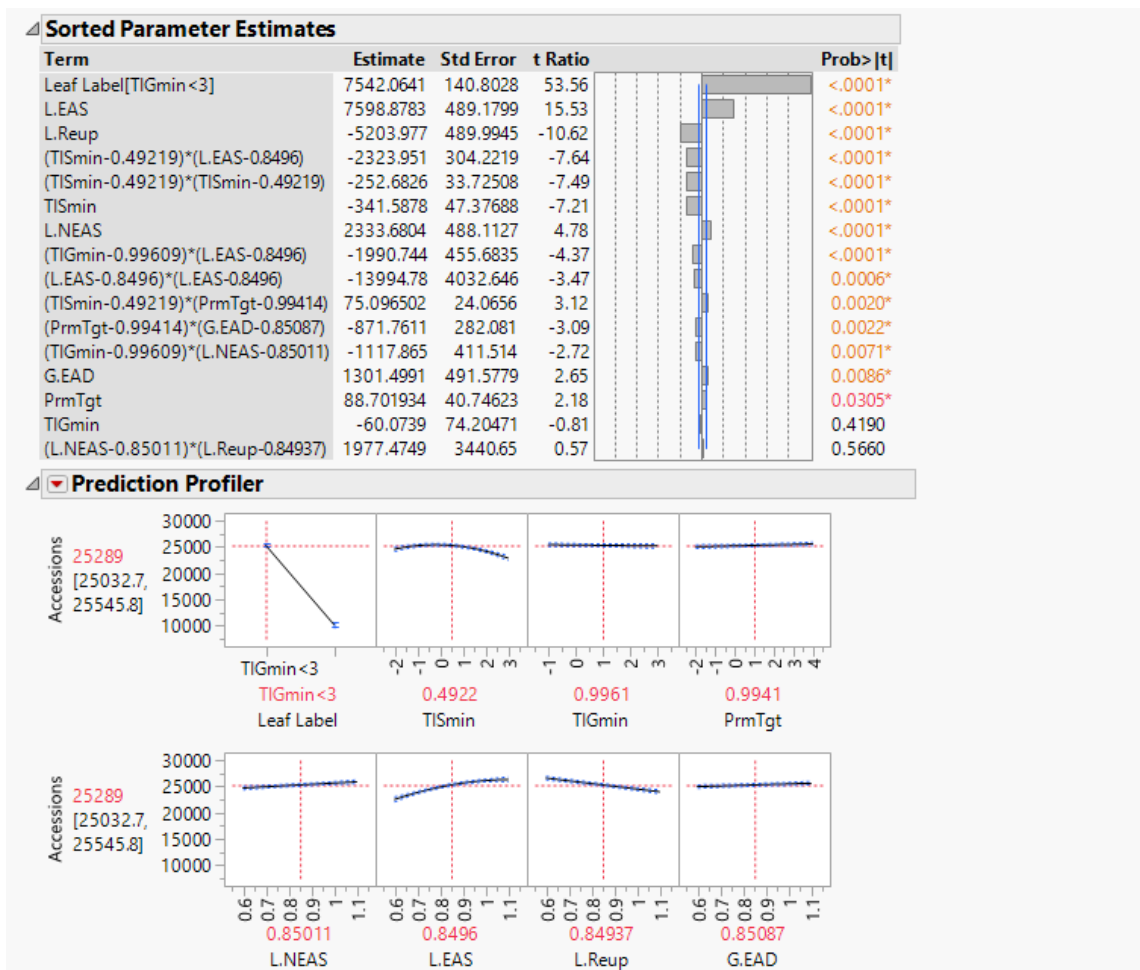 Sorted Parameter Estimates
Term Estimate Std Error t Ratio Prob>|t|
Leaf Label[TIGmin<3] 7542.0641 140.8028 53.56 <.0001*
L.EAS 7598.8783 489.1799 15.53 <.0001*
L.Reup -5203.977 489.9945 -10.62 <.0001*
(TISmin-0.49219)*(L.EAS-0.8496) -2323.951 304.2219 -7.64 <.0001*
(TISmin-0.49219)*(TISmin-0.49219) -252.6826 33.72508 -7.49 <.0001*
TISmin -341.5878 47.37688 -7.21 <.0001*
L.NEAS 2333.6804 488.1127 4.78 <.0001*
(TIGmin-0.99609)*(L.EAS-0.8496) -1990.744 455.6835 -4.37 <.0001*
(L.EAS-0.8496)*(L.EAS-0.8496) -13994.78 4032.646 -3.47 0.0006*
(TISmin-0.49219)*(PrmTgt-0.99414) 75.096502 24.0656 3.12 0.0020*
(PrmTgt-0.99414)*(G.EAD-0.85087) -871.7611 282.081 -3.09 0.0022*
(TIGmin-0.99609)*(L.NEAS-0.85011) -1117.865 411.514 -2.72 0.0071*
G.EAD 1301.4991 491.5779 2.65 0.0086*
PrmTgt 88.701934 40.74623 2.18 0.0305*
TIGmin -60.0739 74.20471 -0.81 0.4190
(L.NEAS-0.85011)*(L.Reup-0.84937) 1977.4749 3440.65 0.57 0.5660
Prediction Profiler
Accessions
25289
[25032.7,
25545.8]
30000
25000
20000
15000
10000
TIGmin<3
-2 -1 0 1 2 3
-1 0 1 2 3
-2 -1 0 1 2 3 4
TIGmin<3 0.4922 0.9961 0.9941
Leaf Label TISmin TIGmin PrmTgt
Accessions
25289
[25032.7,
25545.8]
30000
25000
20000
15000
10000
0.6 0.7 0.8 0.9 1 1.1
0.6 0.7 0.8 0.9 1 1.1
0.6 0.7 0.8 0.9 1 1.1
0.6 0.7 0.8 0.9 1 1.1
0.85011 0.8496 0.84937 0.85087
L.NEAS L.EAS L.Reup G.EAD